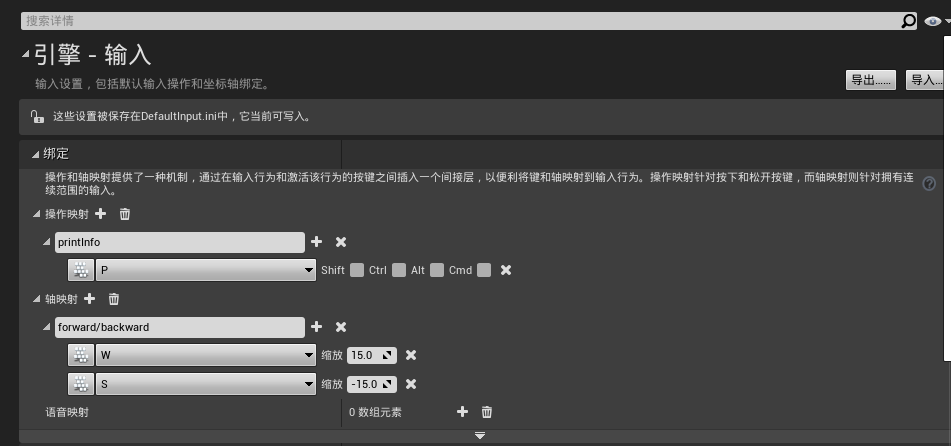 搜索详情
引擎 - 输入
输入设置，包括默认输入操作和坐标轴绑定。
导出...... 导入...
这些设置被保存在DefaultInput.ini中，它当前可写入。
绑定
操作和轴映射提供了一种机制，通过在输入行为和激活该行为的按键之间插入一个间接层，以便利将键和轴映射到输入行为。操作映射针对按下和松开按键，而轴映射则针对拥有连
续范围的输入。
操作映射
printInfo
P Shift Ctrl Alt Cmd
轴映射
forward/backward
W 缩放 15.0
S 缩放 -15.0
语音映射 0 数组元素